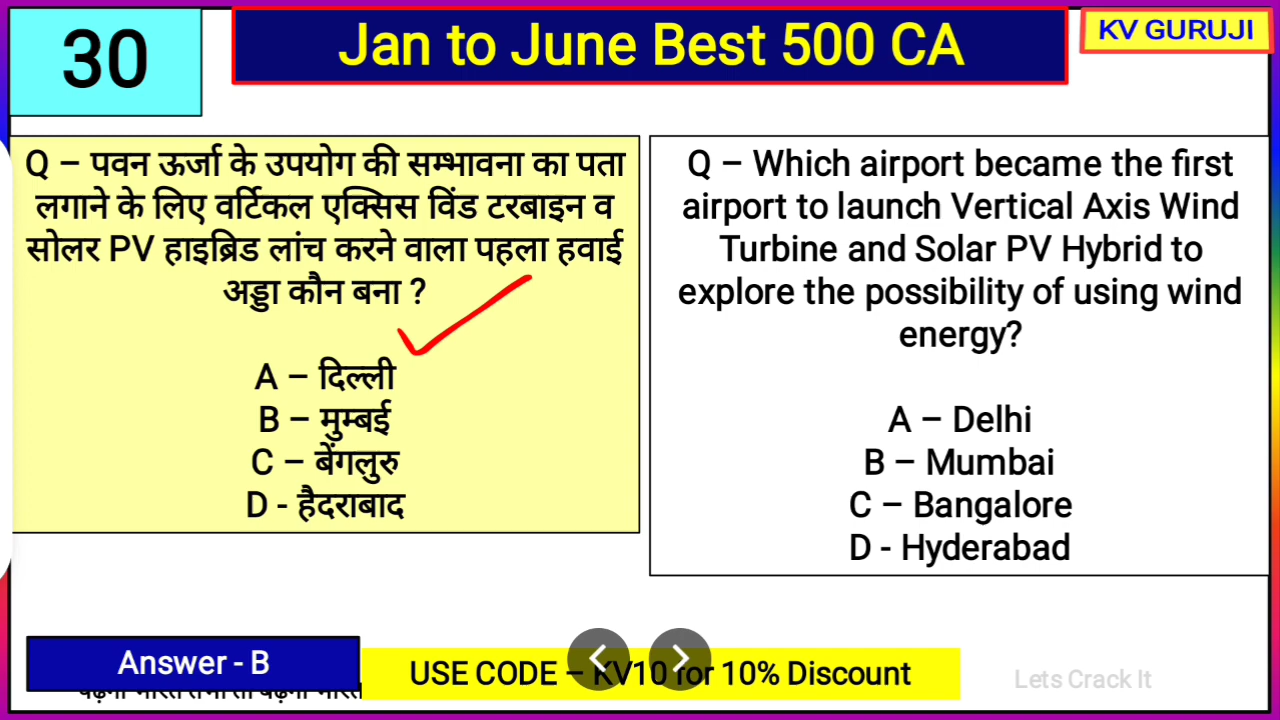 30
Jan to June Best 500 CA
KV GURUJI
Q – पवन ऊर्जा के उपयोग की सम्भावना का पता
लगाने के लिए वर्टिकल एक्सिस विंड टरबाइन व
सोलर PV हाइब्रिड लांच करने वाला पहला हवाई
अड्डा कौन बना ?
A – दिल्ली
B – मुम्बई
C – बेंगलुरु
D - हैदराबाद
Q – Which airport became the first
airport to launch Vertical Axis Wind
Turbine and Solar PV Hybrid to
explore the possibility of using wind
energy?
A – Delhi
B – Mumbai
C – Bangalore
D - Hyderabad
Answer - B
USE CODE – KV10 for 10% Discount
Lets Crack It